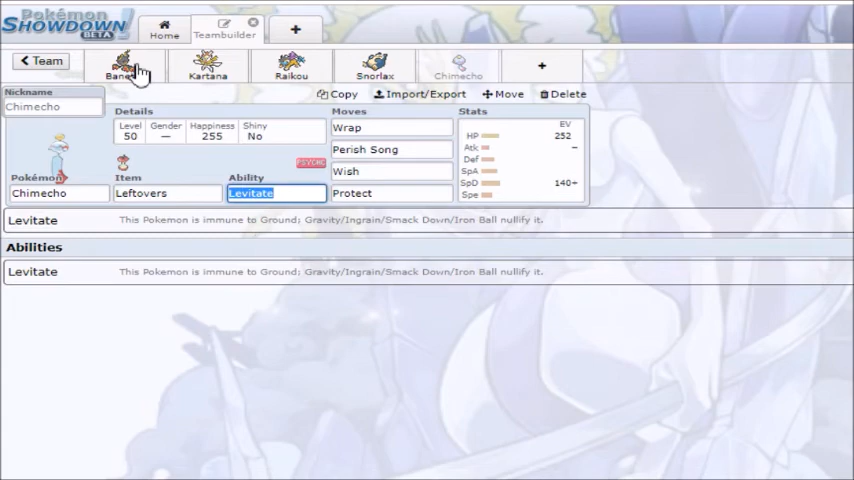 Pokémon
SHOWDOWN!
BETA
Home
Teambuilder
+
Team
Kartana
Raikou
Snorlax
Chimecho
+
Copy
Import/Export
Move
Delete
Nickname
Chimecho
Details
Level Gender Happiness Shiny
50 — 255 No
PSYCHC
Pokémon
Chimecho
Item
Leftovers
Ability
Levitate
Moves
Wrap
Perish Song
Wish
Protect
Stats
EV
HP 252
Atk –
Def
SpA
SpD 140+
Spe
Levitate This Pokemon is immune to Ground; Gravity/Ingrain/Smack Down/Iron Ball nullify it.
Abilities
Levitate This Pokemon is immune to Ground; Gravity/Ingrain/Smack Down/Iron Ball nullify it.